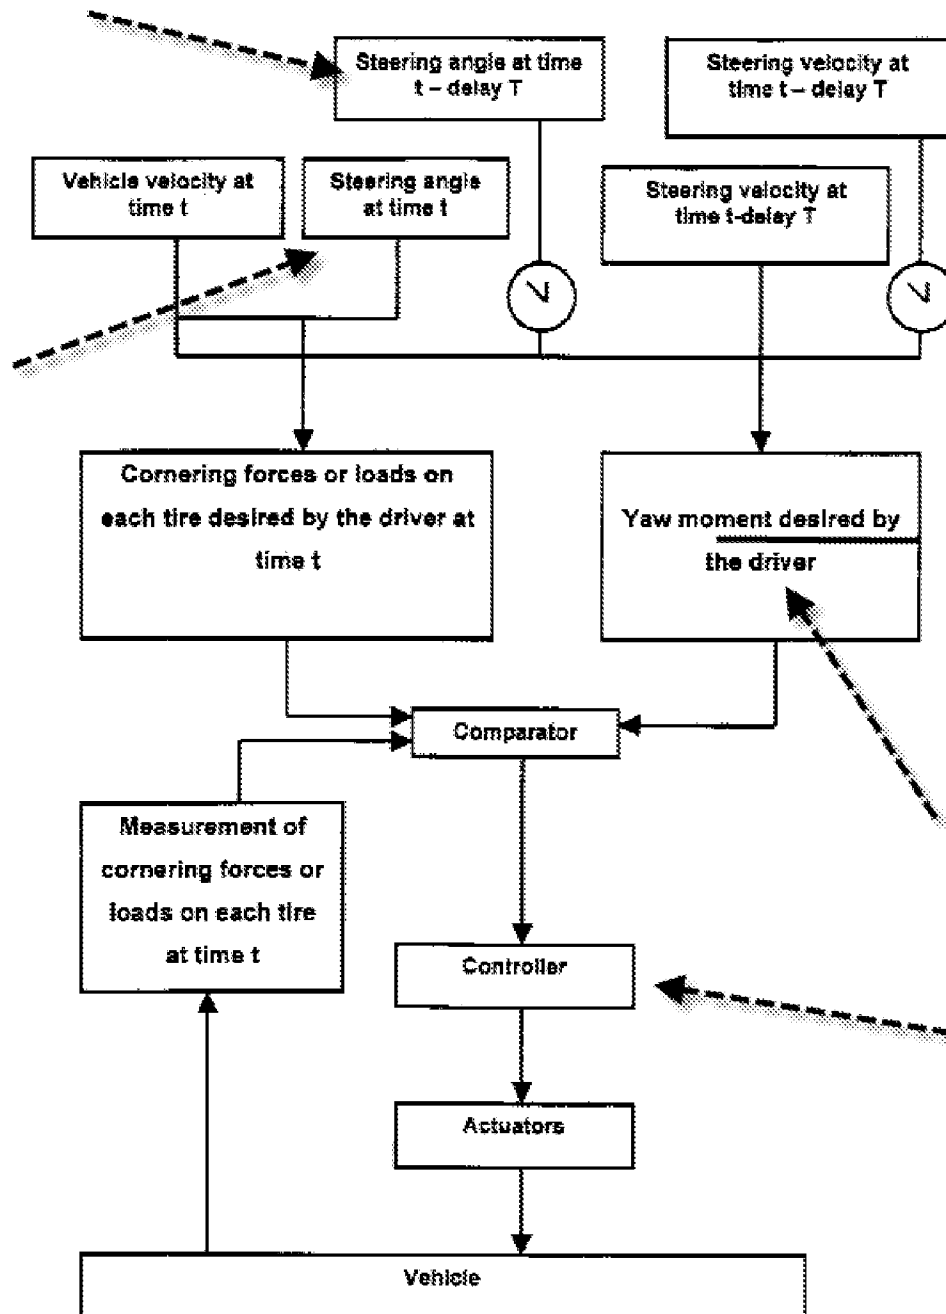 Steering angle at time
t – delay T
Steering velocity at
time t – delay T
Vehicle velocity at
time t
Steering angle
at time t
Steering velocity at
time t-delay T
7
7
Cornering forces or loads on
each tire desired by the driver at
time t
Yaw moment desired by
the driver
Comparator
Measurement of
cornering forces or
loads on each tire
at time t
Controller
Actuators
Vehicle